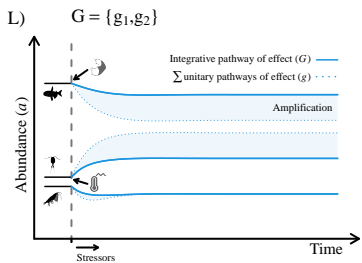 L) G = {g₁,g₂}
Integrative pathway of effect (G)
∑ unitary pathways of effect (g)
Amplification
Abundance (a)
Time
Stressors